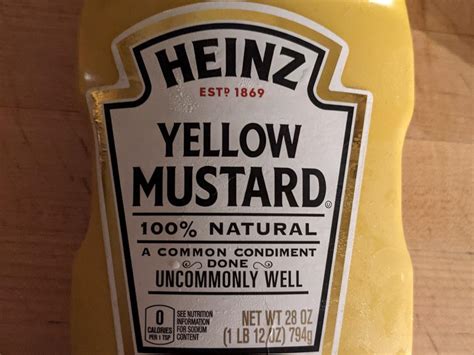 HEINZ
ESTD 1869
YELLOW
MUSTARD
100% NATURAL
A COMMON CONDIMENT
DONE
UNCOMMONLY WELL
0
CALORIES
PER 1 TSP
SEE NUTRITION
INFORMATION
FOR SODIUM
CONTENT
NET WT 28 OZ
(1 LB 12 OZ) 794g